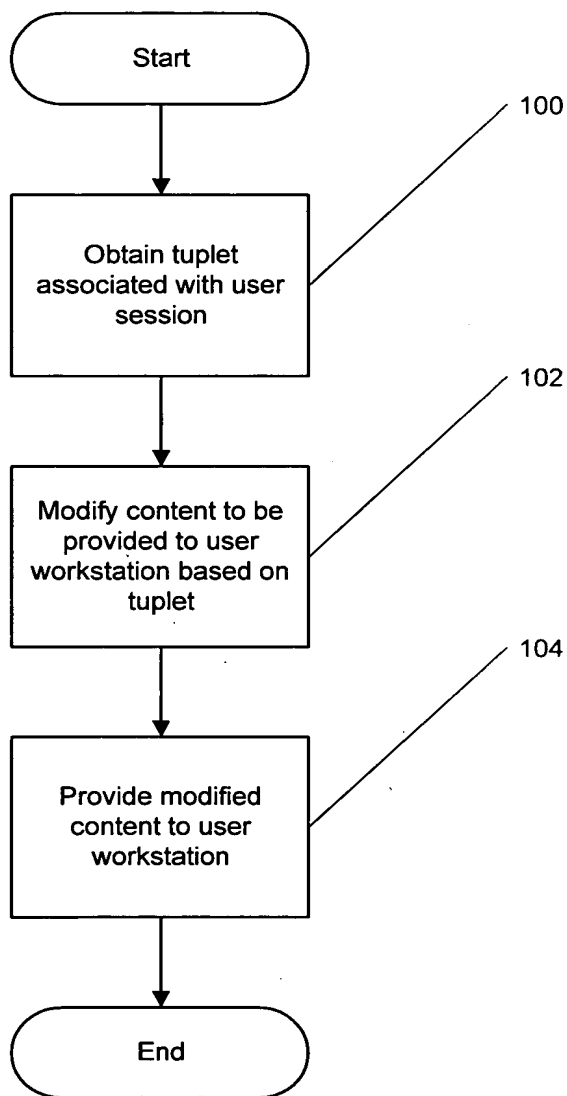 Start
100
Obtain tuplet
associated with user
session
102
Modify content to be
provided to user
workstation based on
tuplet
104
Provide modified
content to user
workstation
End